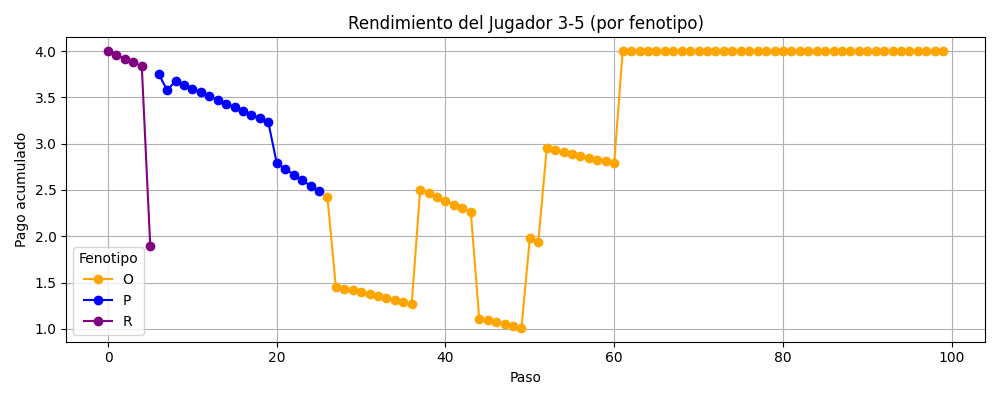 Rendimiento del Jugador 3-5 (por fenotipo)
Pago acumulado
4.0
3.5
3.0
2.5
2.0
1.5
1.0
Fenotipo
O
P
R
0 20 40 60 80 100
Paso